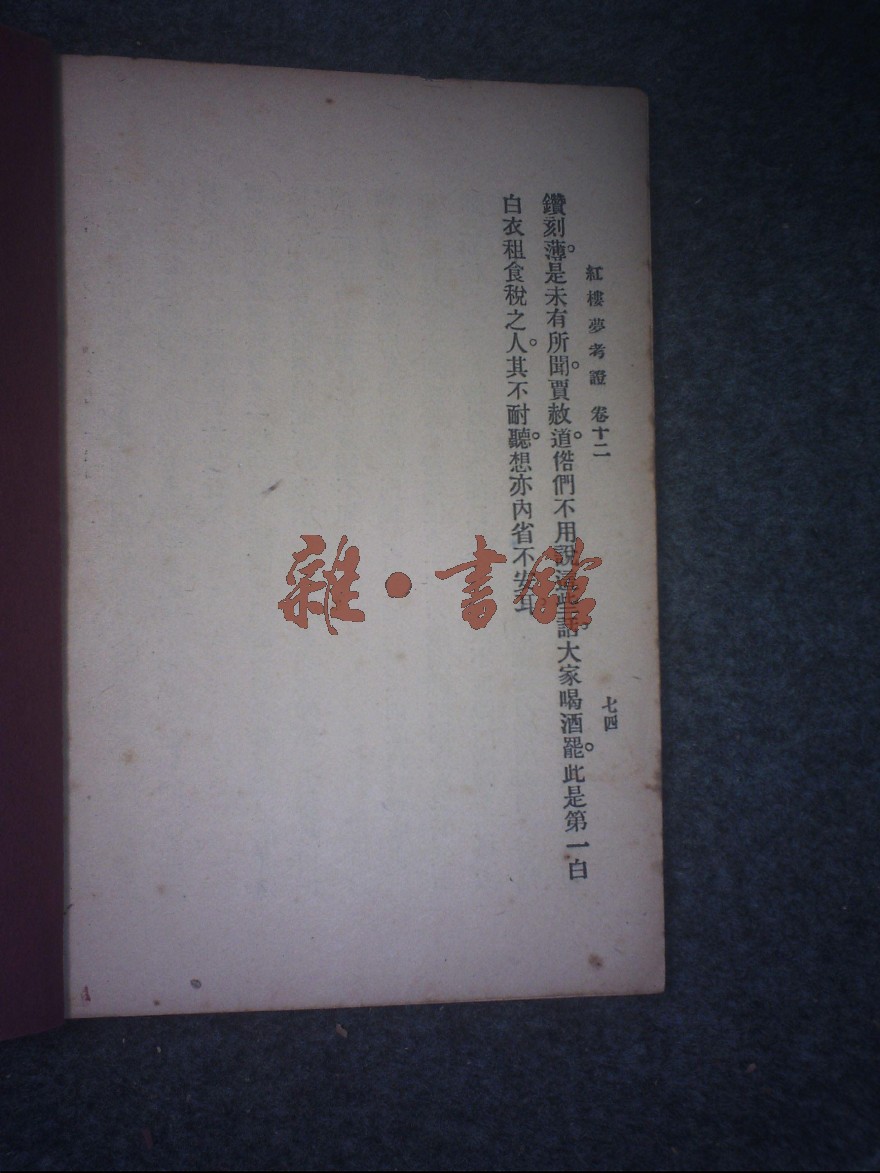 紅樓夢考證 卷十二
七四
鑽刻薄。是未有所聞。賈赦道。偺們不用說這些話。大家喝酒罷。此是第一白
白衣租食稅之人。其不耐聽。想亦內省不安耳
雜•書館